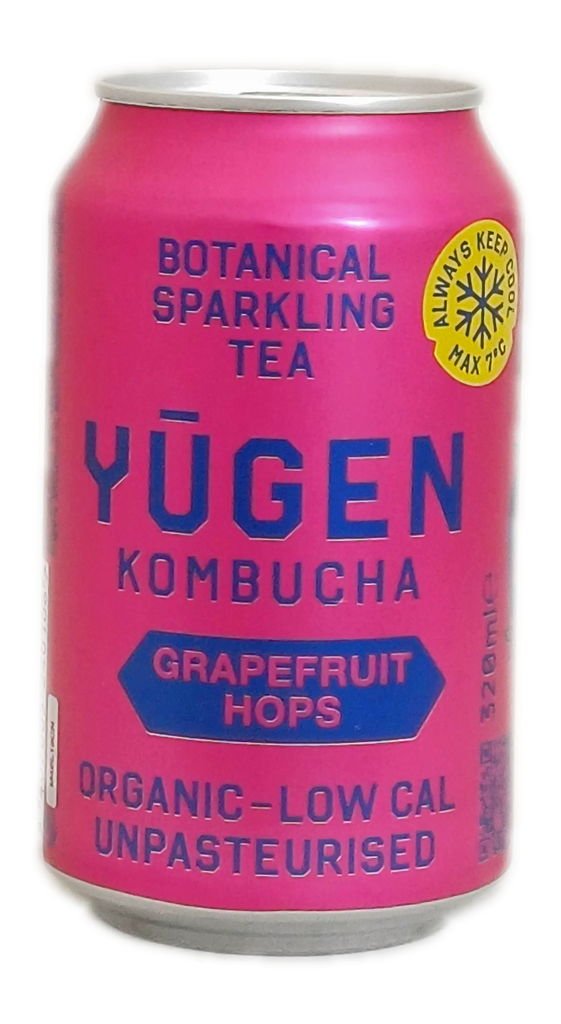 BOTANICAL
SPARKLING
TEA
ALWAYS KEEP COOL
MAX 7°C
YŪGEN
KOMBUCHA
GRAPEFRUIT
HOPS
ORGANIC–LOW CAL
UNPASTEURISED
320ml℮